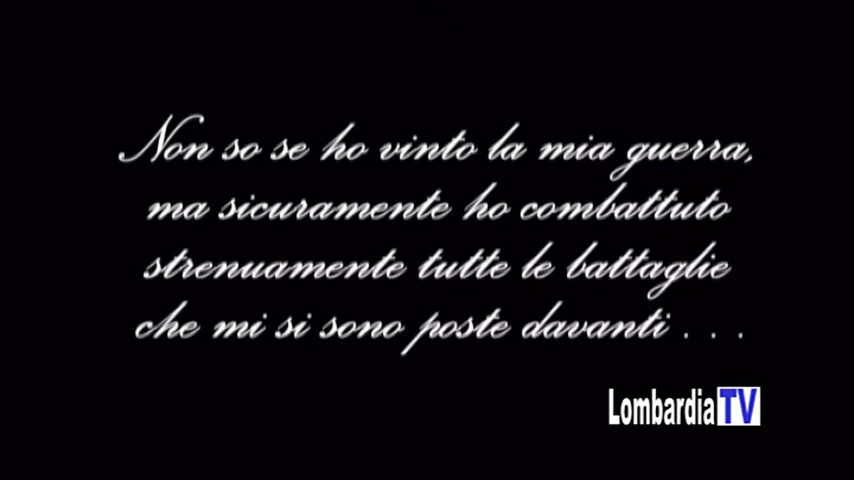 Non so se ho vinto la mia guerra,
ma sicuramente ho combattuto
strenuamente tutte le battaglie
che mi si sono poste davanti . . .
LombardiaTV